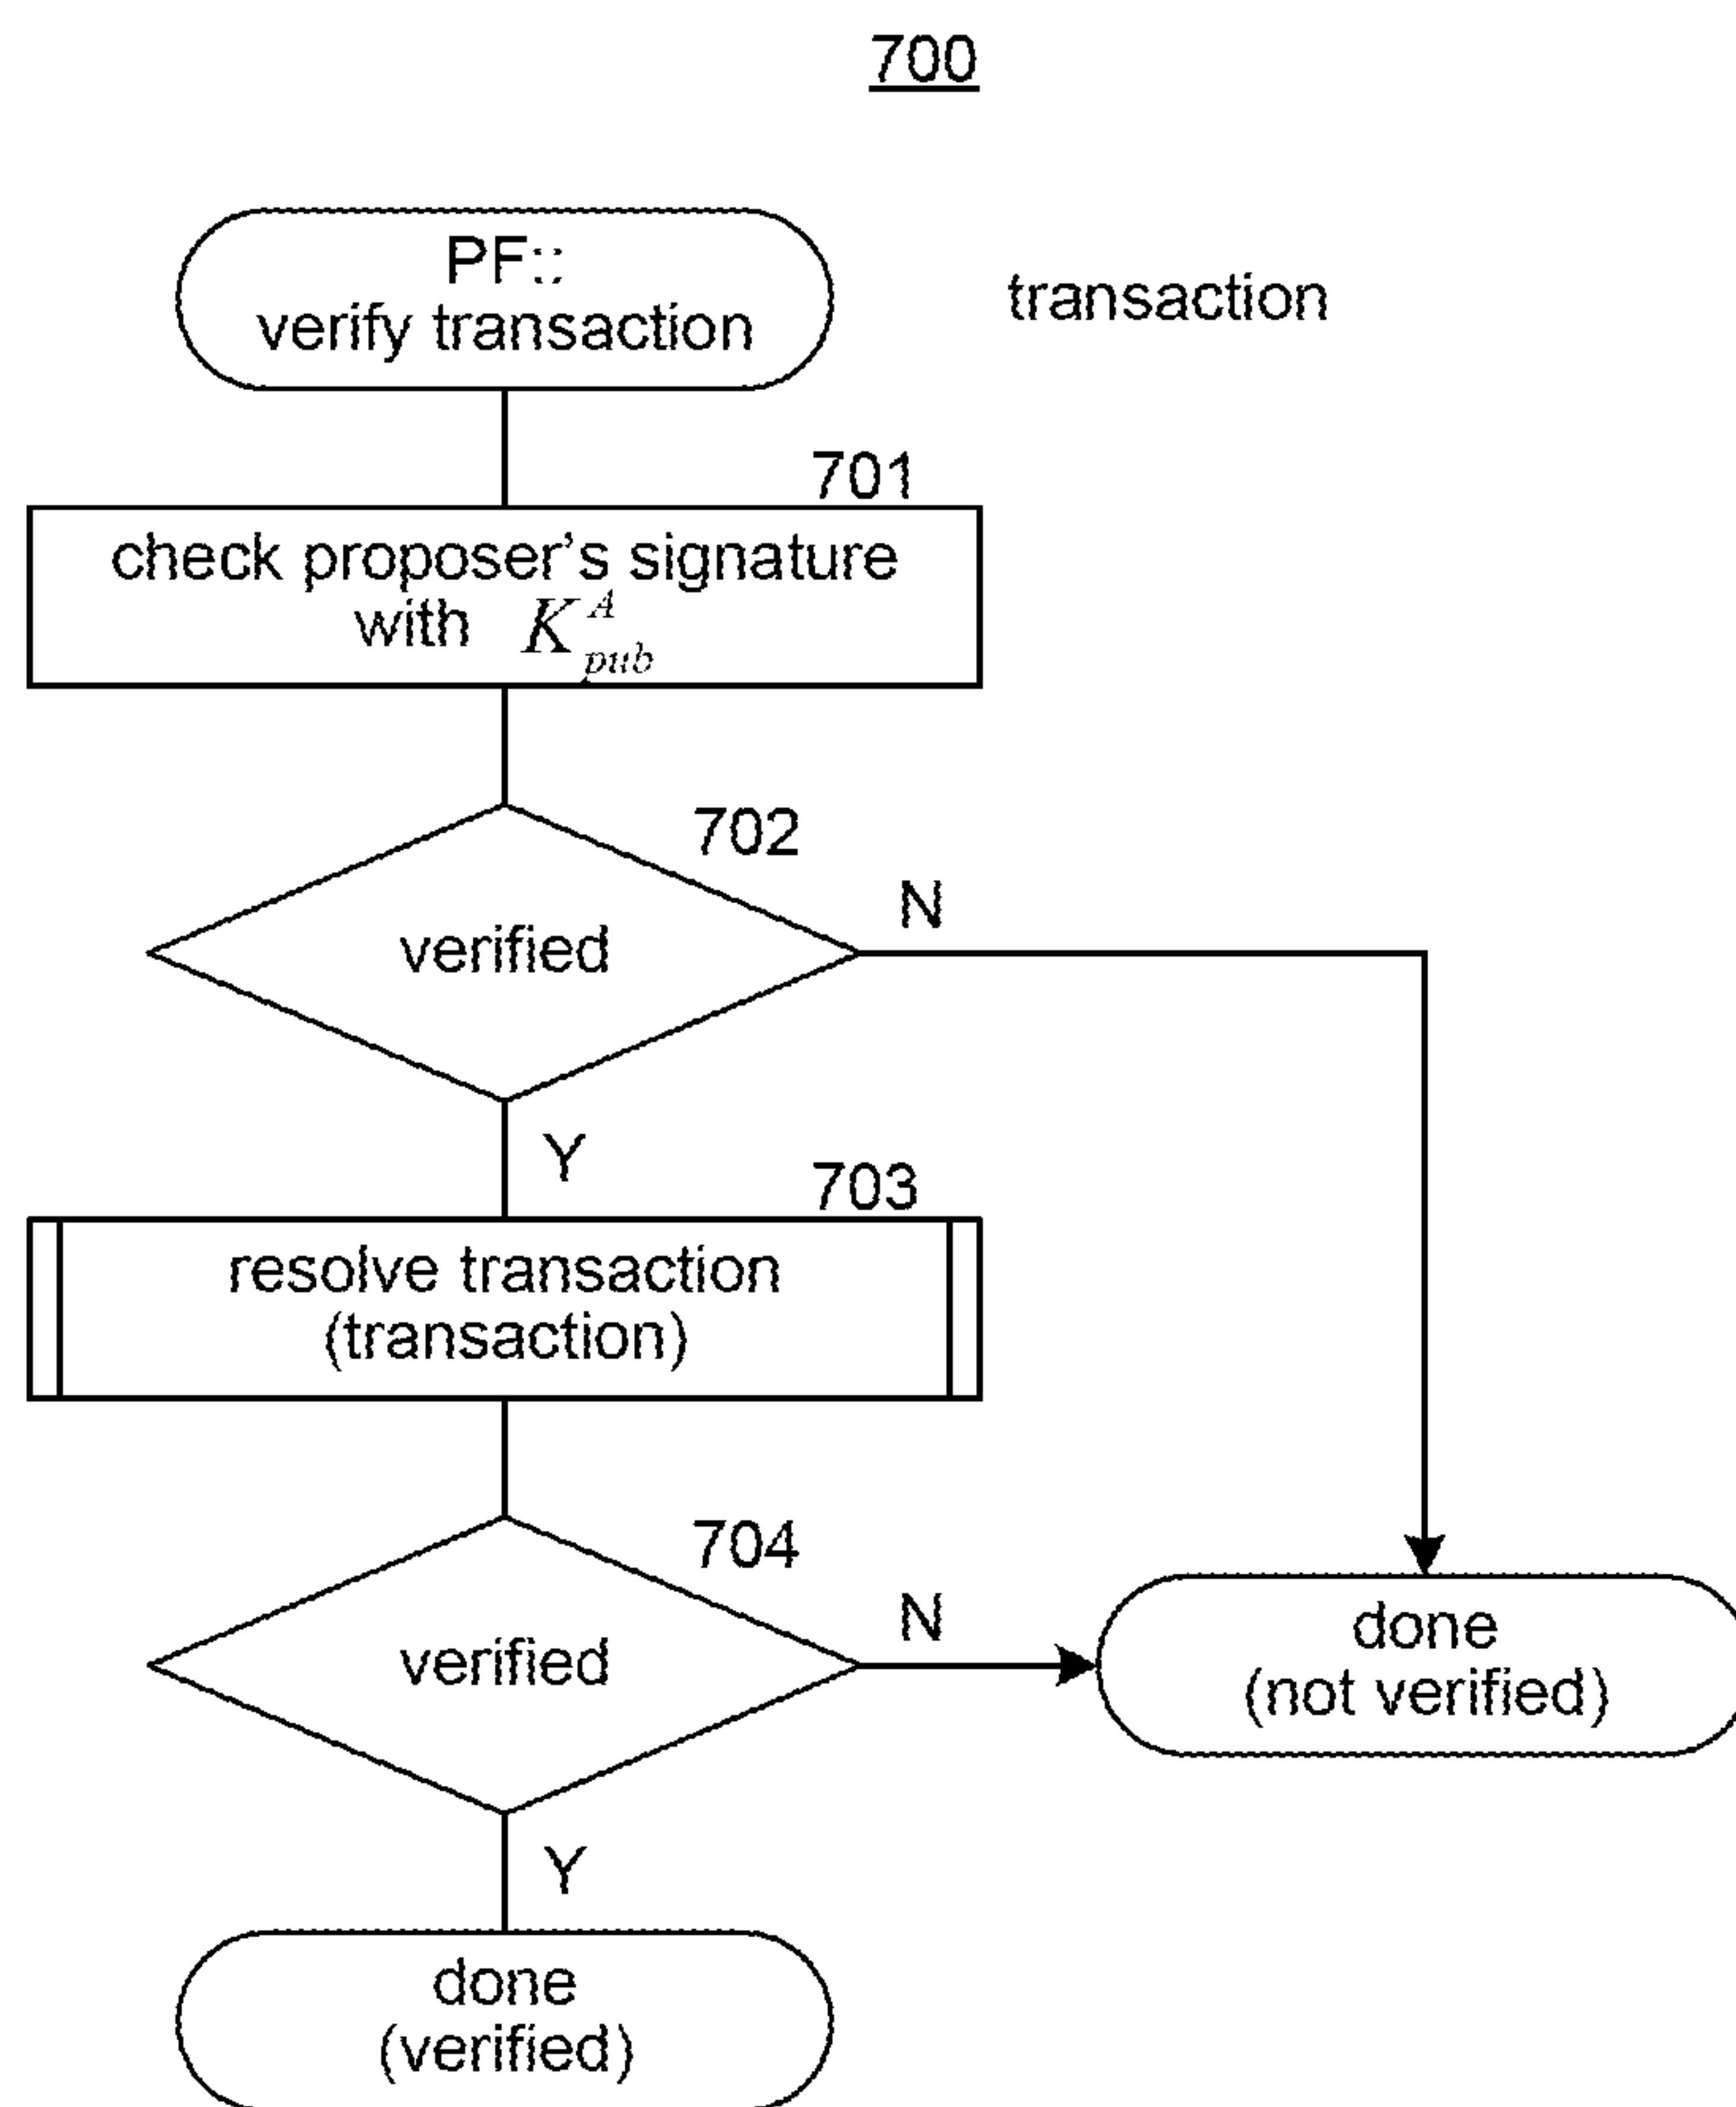 700
PF::
verify transaction
transaction
701
check proposer's signature
with K^A_pub
702
verified
N
Y
703
resolve transaction
(transaction)
704
verified
N
done
(not verified)
Y
done
(verified)